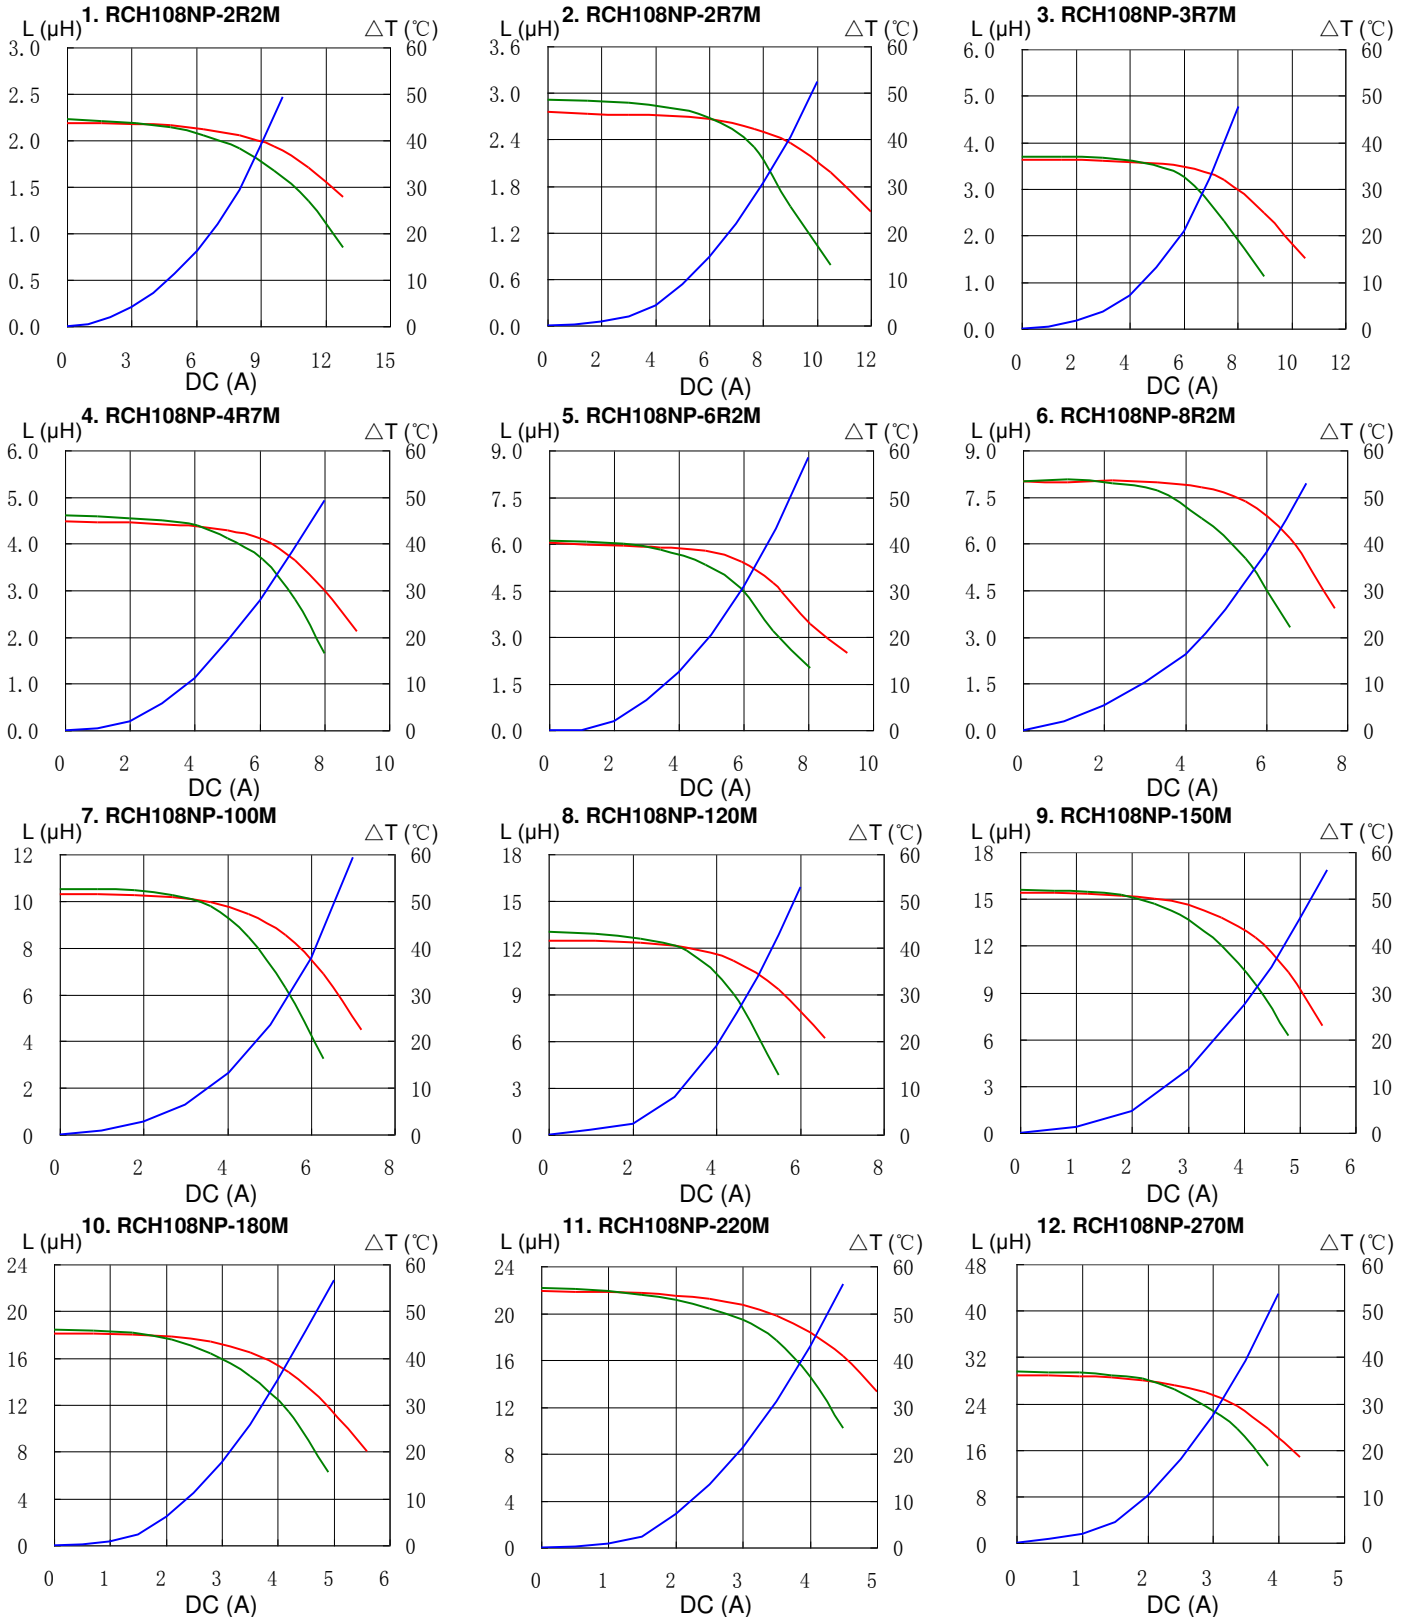 1. RCH108NP-2R2M 2. RCH108NP-2R7M 3. RCH108NP-3R7M
L (µH) △T (℃) L (µH) △T (℃) L (µH) △T (℃)
3.0 60 3.6 60 6.0 60
2.5 50 3.0 50 5.0 50
2.0 40 2.4 40 4.0 40
1.5 30 1.8 30 3.0 30
1.0 20 1.2 20 2.0 20
0.5 10 0.6 10 1.0 10
0.0 0 0.0 0 0.0 0
0 3 6 9 12 15 0 2 4 6 8 10 12 0 2 4 6 8 10 12
DC (A) DC (A) DC (A)
4. RCH108NP-4R7M 5. RCH108NP-6R2M 6. RCH108NP-8R2M
L (µH) △T (℃) L (µH) △T (℃) L (µH) △T (℃)
6.0 60 9.0 60 9.0 60
5.0 50 7.5 50 7.5 50
4.0 40 6.0 40 6.0 40
3.0 30 4.5 30 4.5 30
2.0 20 3.0 20 3.0 20
1.0 10 1.5 10 1.5 10
0.0 0 0.0 0 0.0 0
0 2 4 6 8 10 0 2 4 6 8 10 0 2 4 6 8
DC (A) DC (A) DC (A)
7. RCH108NP-100M 8. RCH108NP-120M 9. RCH108NP-150M
L (µH) △T (℃) L (µH) △T (℃) L (µH) △T (℃)
12 60 18 60 18 60
10 50 15 50 15 50
8 40 12 40 12 40
6 30 9 30 9 30
4 20 6 20 6 20
2 10 3 10 3 10
0 0 0 0 0 0
0 2 4 6 8 0 2 4 6 8 0 1 2 3 4 5 6
DC (A) DC (A) DC (A)
10. RCH108NP-180M 11. RCH108NP-220M 12. RCH108NP-270M
L (µH) △T (℃) L (µH) △T (℃) L (µH) △T (℃)
24 60 24 60 48 60
20 50 20 50 40 50
16 40 16 40 32 40
12 30 12 30 24 30
8 20 8 20 16 20
4 10 4 10 8 10
0 0 0 0 0 0
0 1 2 3 4 5 6 0 1 2 3 4 5 0 1 2 3 4 5
DC (A) DC (A) DC (A)